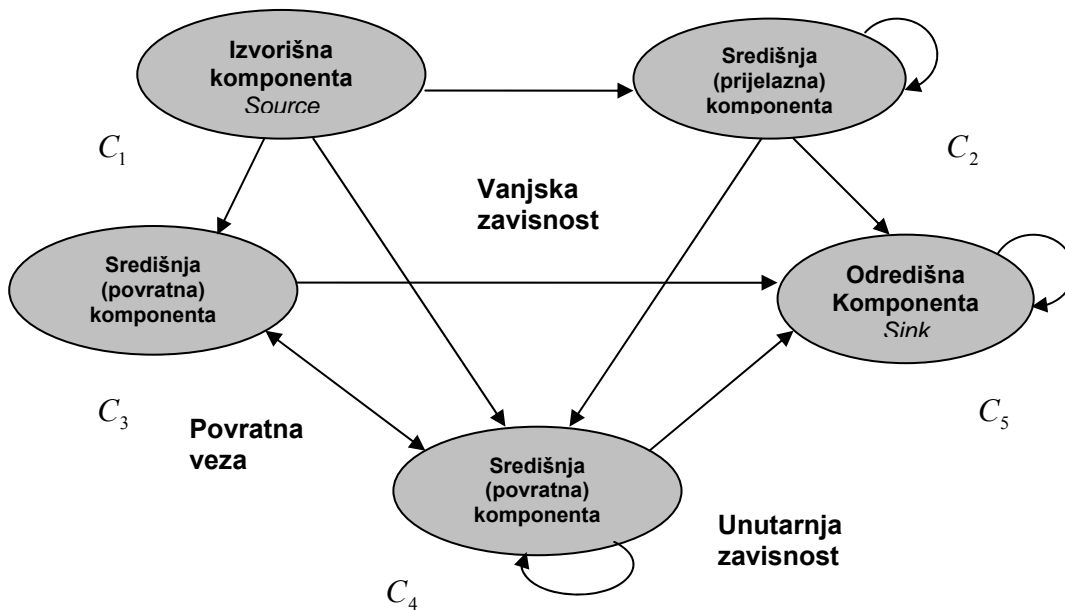 Izvorišna
komponenta
Source
Središnja
(prijelazna)
komponenta
C₁
C₂
Vanjska
zavisnost
Središnja
(povratna)
komponenta
Odredišna
Komponenta
Sink
C₃
C₅
Povratna
veza
Središnja
(povratna)
komponenta
Unutarnja
zavisnost
C₄